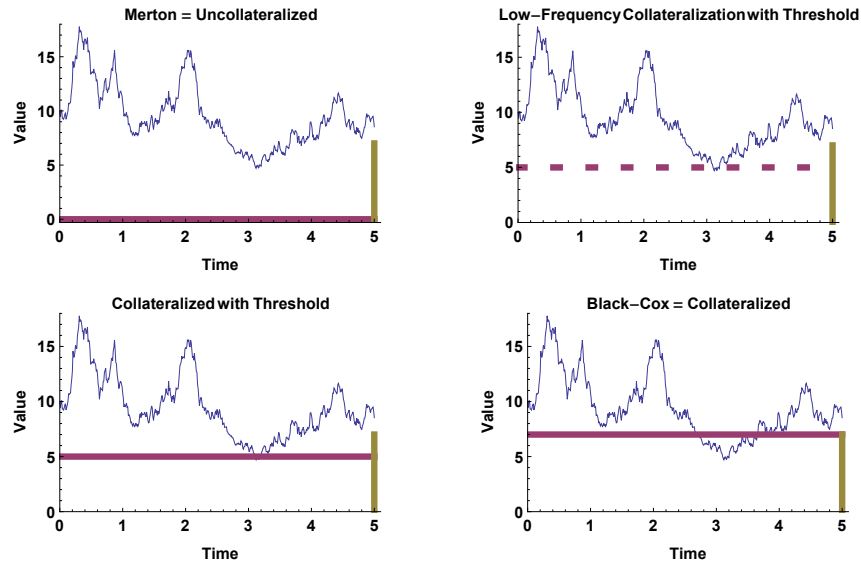 Merton = Uncollateralized
Value
15
10
5
0
0 1 2 3 4 5
Time
Low-Frequency Collateralization with Threshold
Value
15
10
5
0
0 1 2 3 4 5
Time
Collateralized with Threshold
Value
15
10
5
0
0 1 2 3 4 5
Time
Black-Cox = Collateralized
Value
15
10
5
0
0 1 2 3 4 5
Time